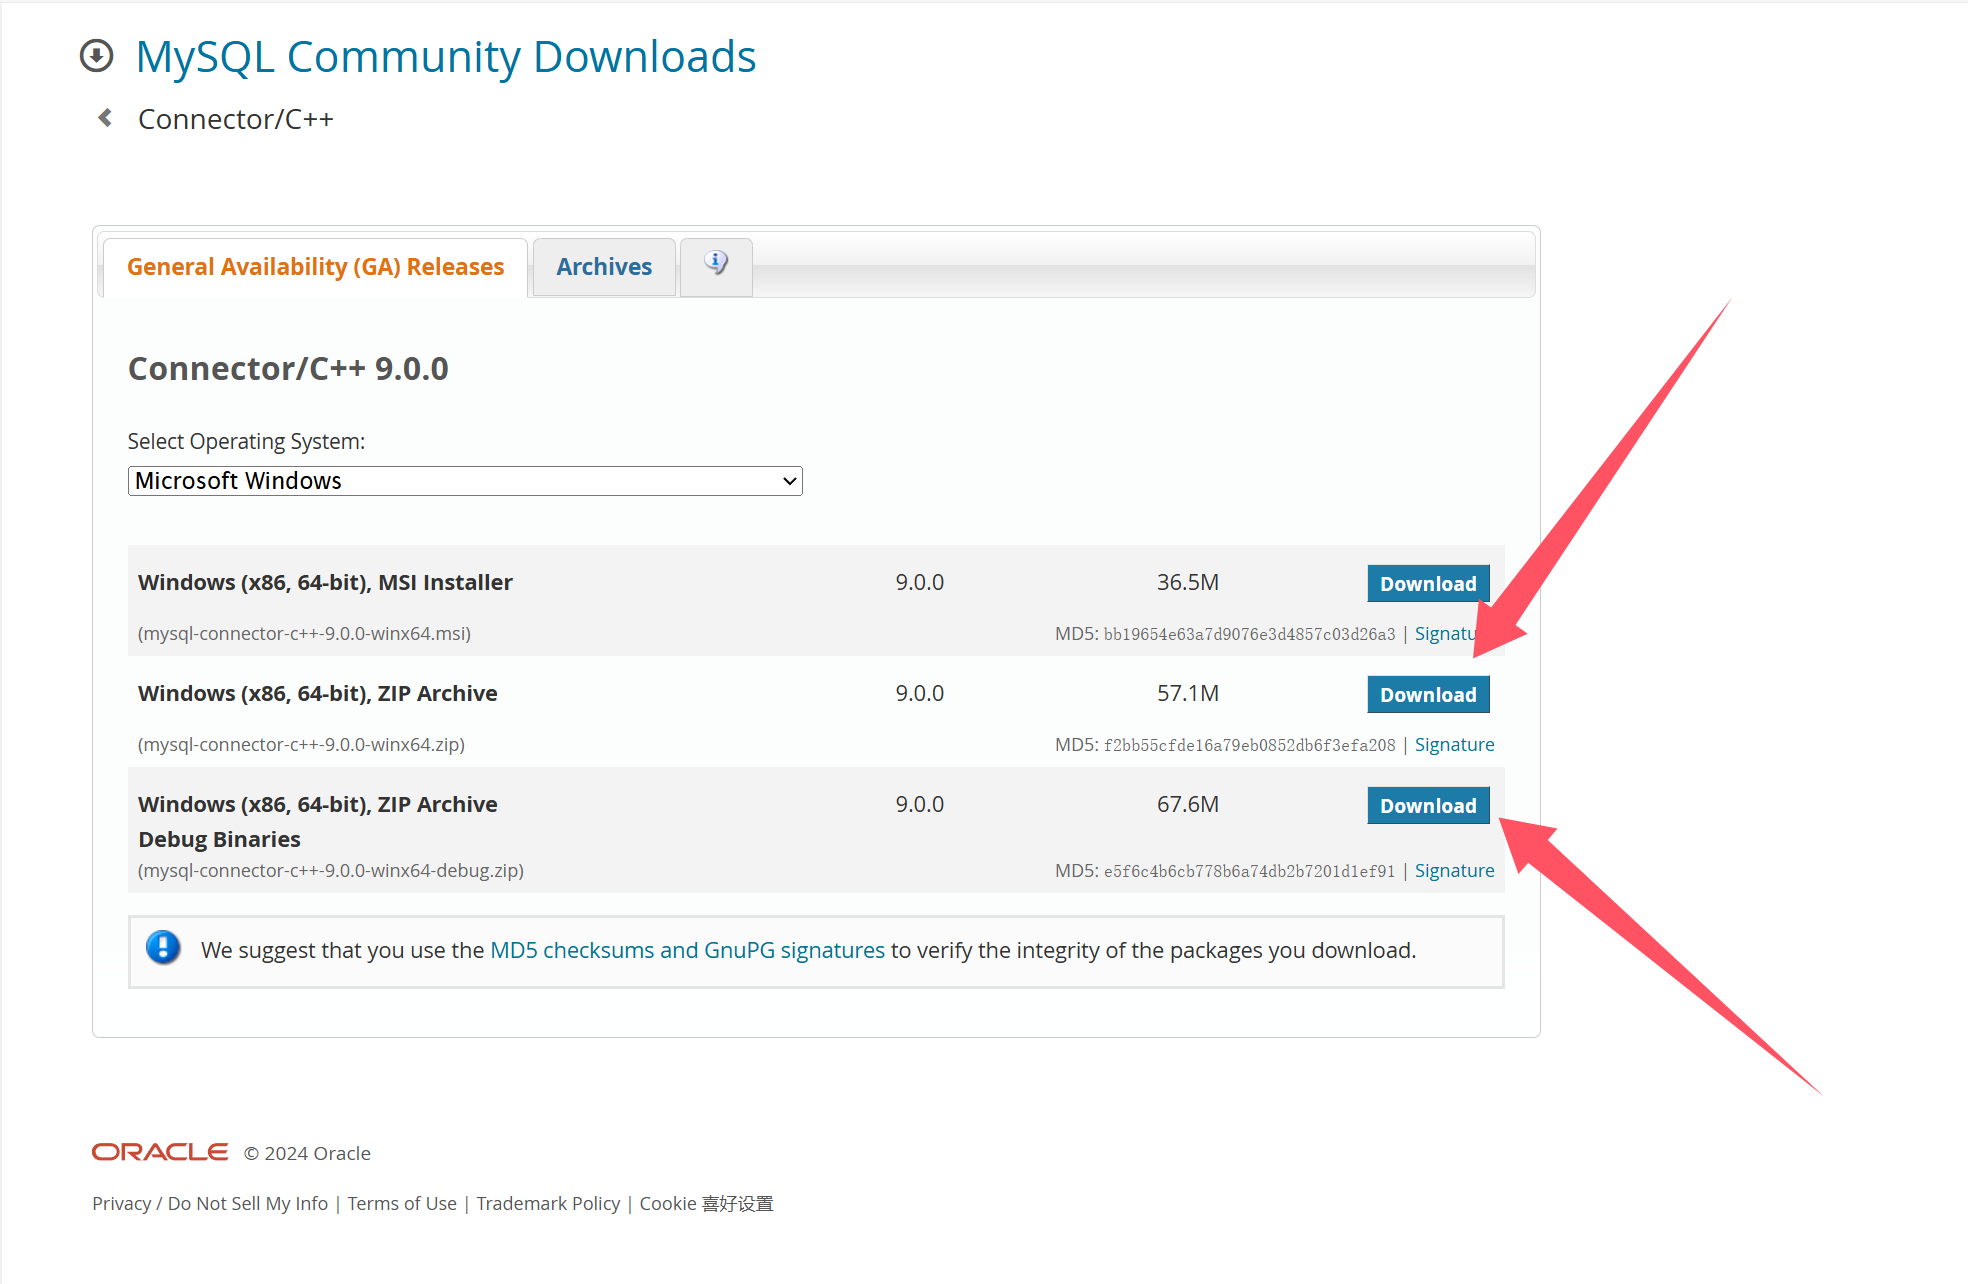 MySQL Community Downloads
Connector/C++
General Availability (GA) Releases Archives
Connector/C++ 9.0.0
Select Operating System:
Microsoft Windows
Windows (x86, 64-bit), MSI Installer 9.0.0 36.5M Download
(mysql-connector-c++-9.0.0-winx64.msi) MD5: bb19654e63a7d9076e3d4857c03d26a3 | Signatu
Windows (x86, 64-bit), ZIP Archive 9.0.0 57.1M Download
(mysql-connector-c++-9.0.0-winx64.zip) MD5: f2bb55cfde16a79eb0852db6f3efa208 | Signature
Windows (x86, 64-bit), ZIP Archive 9.0.0 67.6M Download
Debug Binaries
(mysql-connector-c++-9.0.0-winx64-debug.zip) MD5: e5f6c4b6cb778b6a74db2b7201d1ef91 | Signature
We suggest that you use the MD5 checksums and GnuPG signatures to verify the integrity of the packages you download.
ORACLE © 2024 Oracle
Privacy / Do Not Sell My Info | Terms of Use | Trademark Policy | Cookie 喜好设置